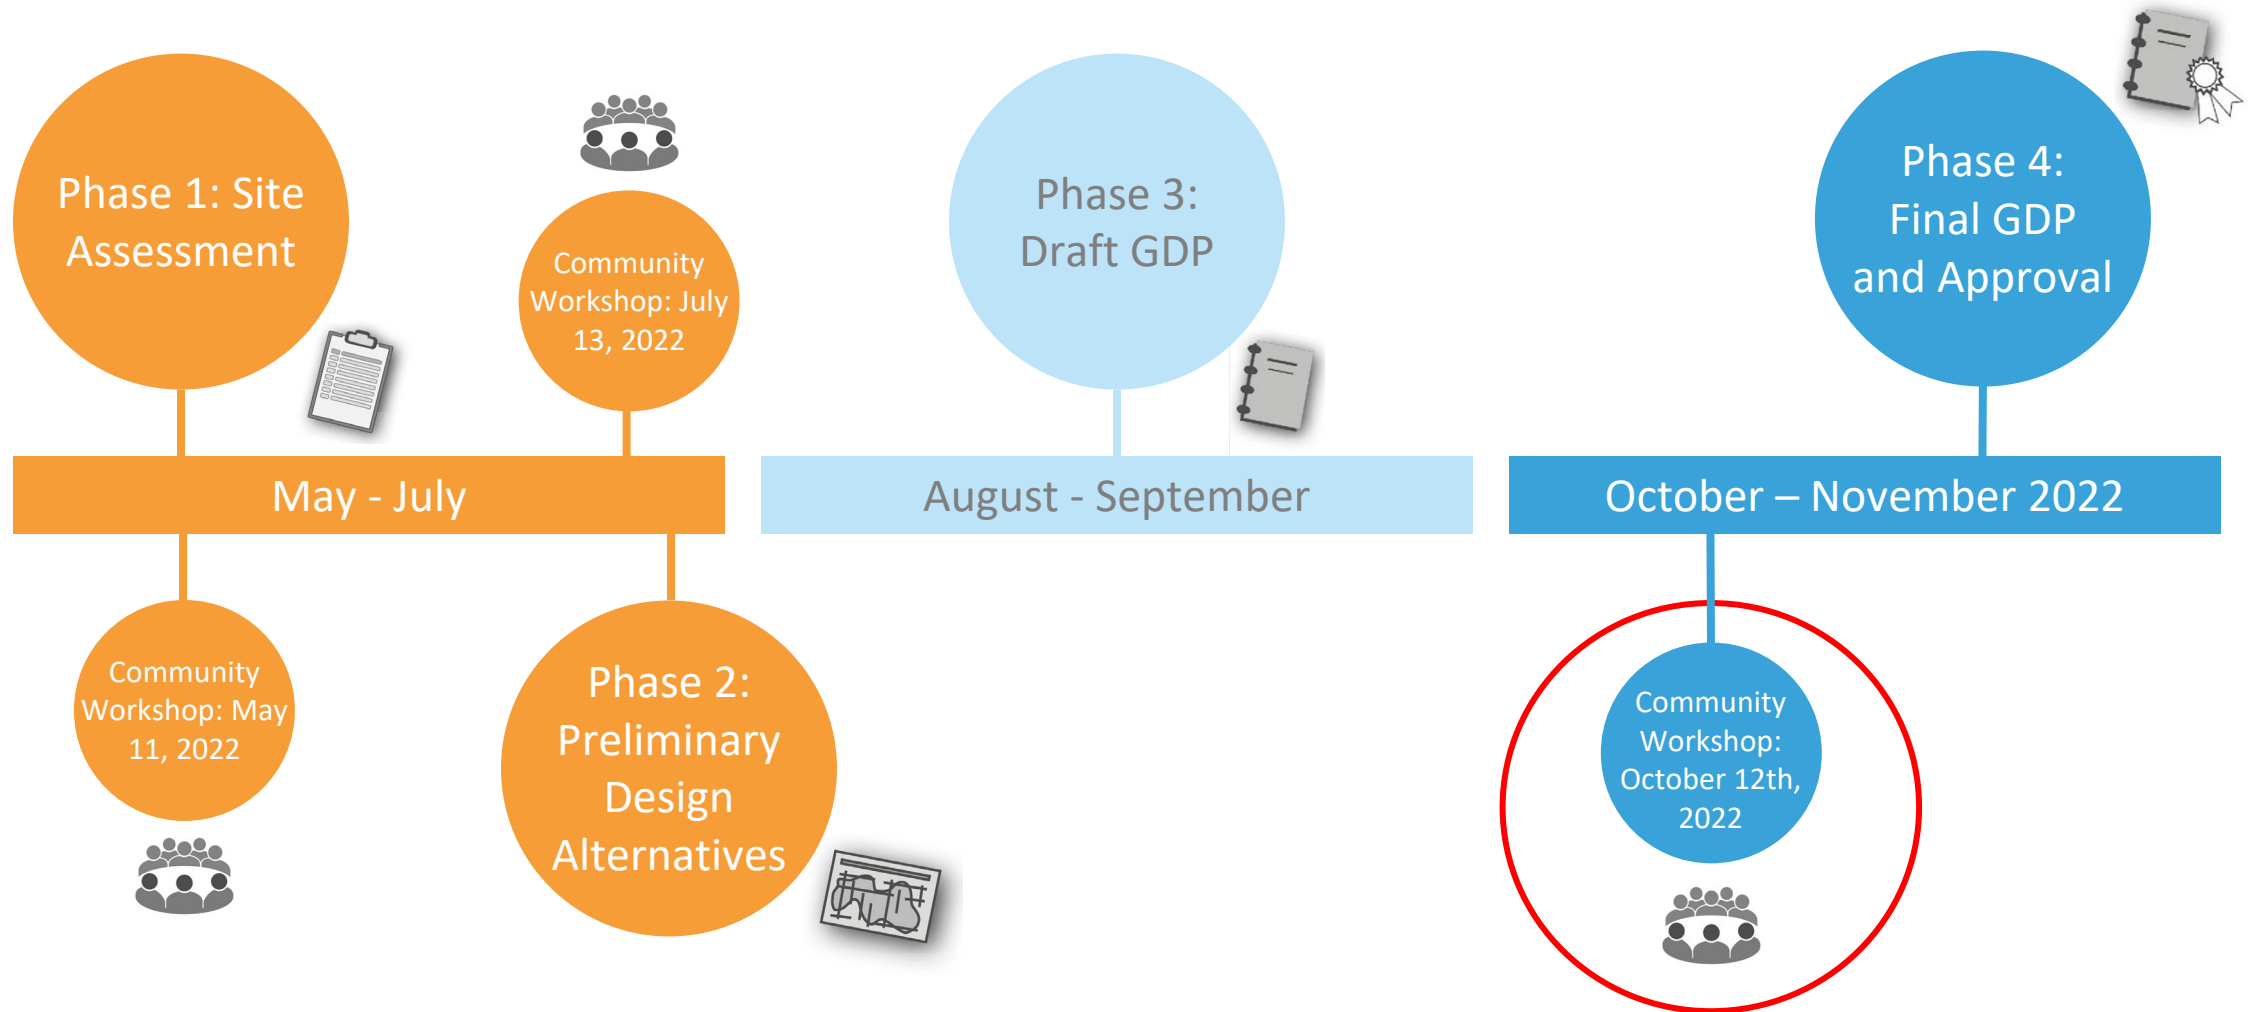 Phase 1: Site
Assessment
Community
Workshop: July
13, 2022
Phase 3:
Draft GDP
Phase 4:
Final GDP
and Approval
May - July
August - September
October – November 2022
Community
Workshop: May
11, 2022
Phase 2:
Preliminary
Design
Alternatives
Community
Workshop:
October 12th,
2022